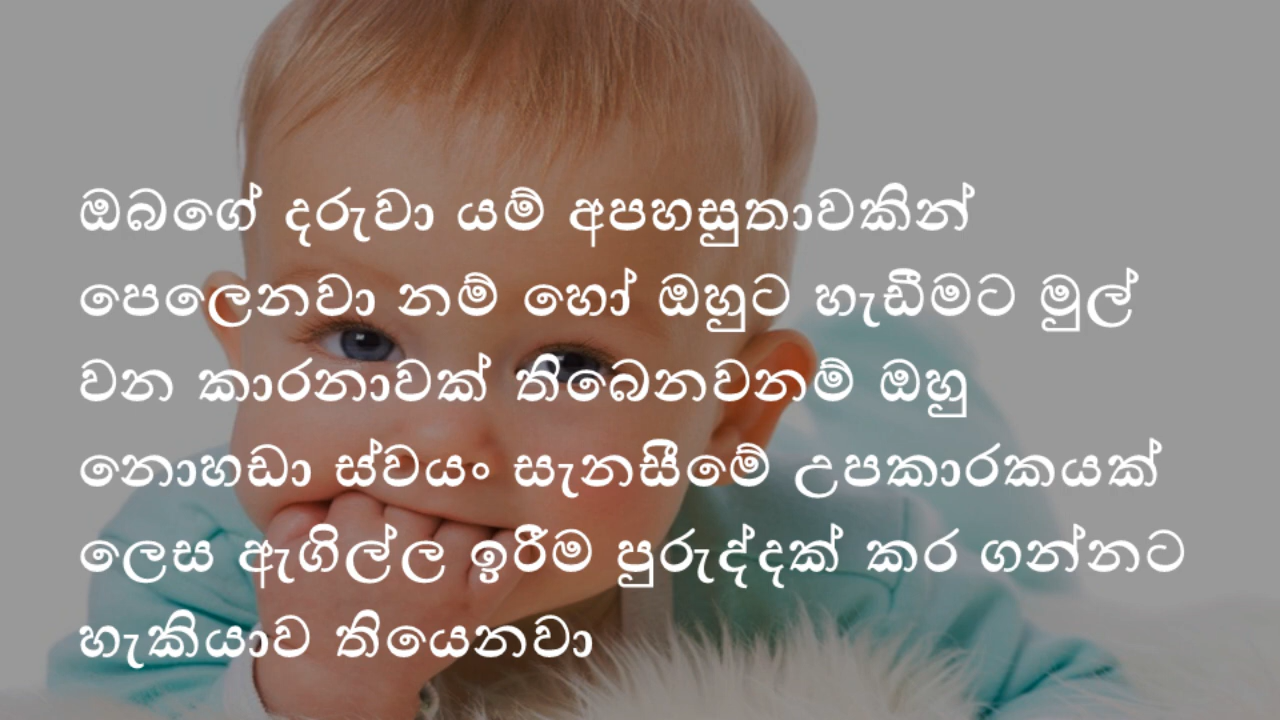 ඔබගේ දරුවා යම් අපහසුතාවකින්
පෙලෙනවා නම් හෝ ඔහුට හැඩීමට මුල්
වන කාරනාවක් තිබෙනවනම් ඔහු
නොහඩා ස්වයං සැනසීමේ උපකාරකයක්
ලෙස ඇගිල්ල ඉරීම පුරුද්දක් කර ගන්නට
හැකියාව තියෙනවා